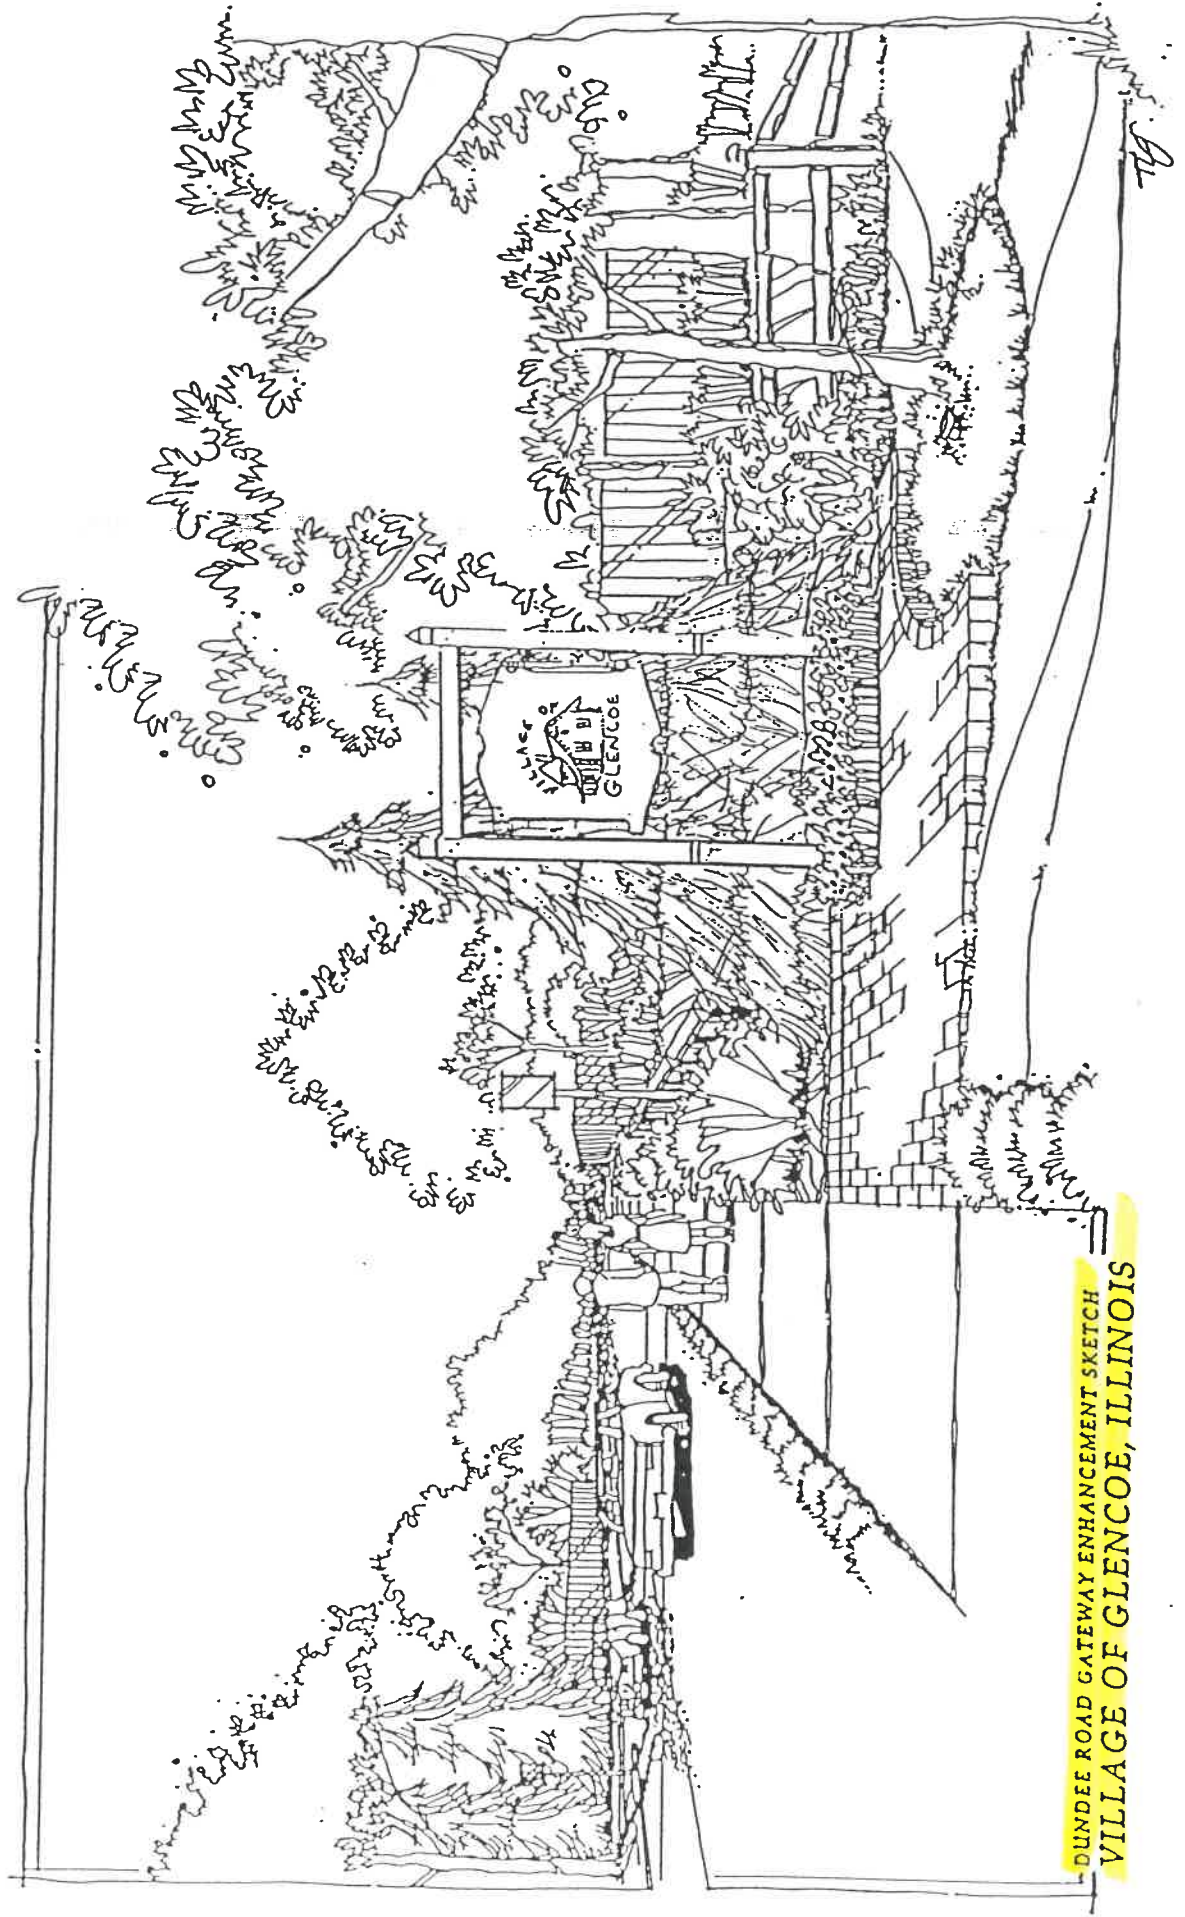 VILLAGE OF
GLENCOE
DUNDEE ROAD GATEWAY ENHANCEMENT SKETCH
VILLAGE OF GLENCOE, ILLINOIS